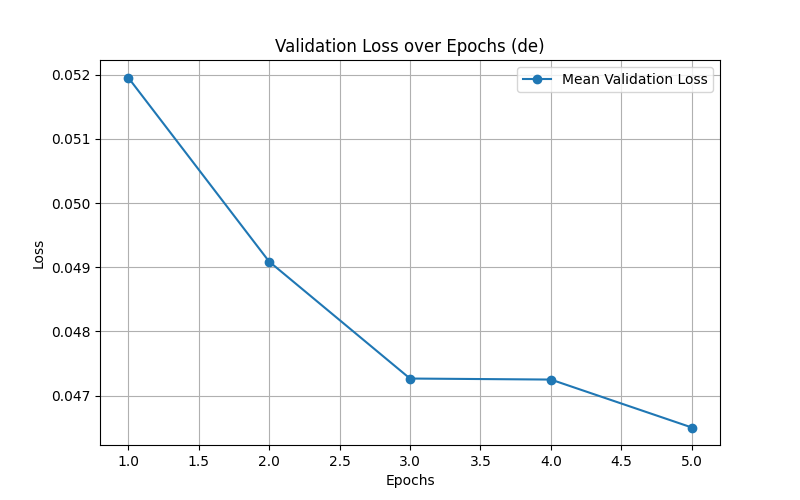 Validation Loss over Epochs (de)
Mean Validation Loss
0.052
0.051
0.050
0.049
0.048
0.047
Loss
1.0 1.5 2.0 2.5 3.0 3.5 4.0 4.5 5.0
Epochs